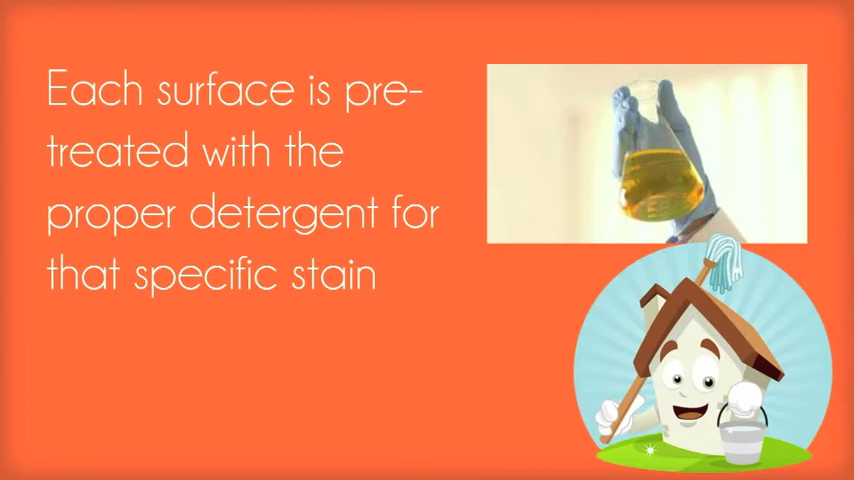 Each surface is pre-
treated with the
proper detergent for
that specific stain